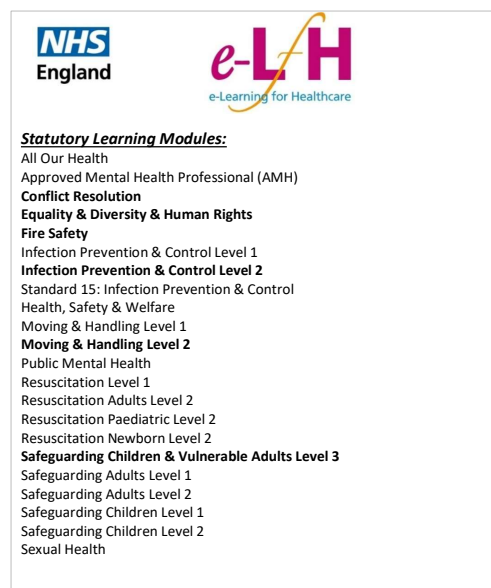 NHS
England
e-LfH
e-Learning for Healthcare
Statutory Learning Modules:
All Our Health
Approved Mental Health Professional (AMH)
Conflict Resolution
Equality & Diversity & Human Rights
Fire Safety
Infection Prevention & Control Level 1
Infection Prevention & Control Level 2
Standard 15: Infection Prevention & Control
Health, Safety & Welfare
Moving & Handling Level 1
Moving & Handling Level 2
Public Mental Health
Resuscitation Level 1
Resuscitation Adults Level 2
Resuscitation Paediatric Level 2
Resuscitation Newborn Level 2
Safeguarding Children & Vulnerable Adults Level 3
Safeguarding Adults Level 1
Safeguarding Adults Level 2
Safeguarding Children Level 1
Safeguarding Children Level 2
Sexual Health